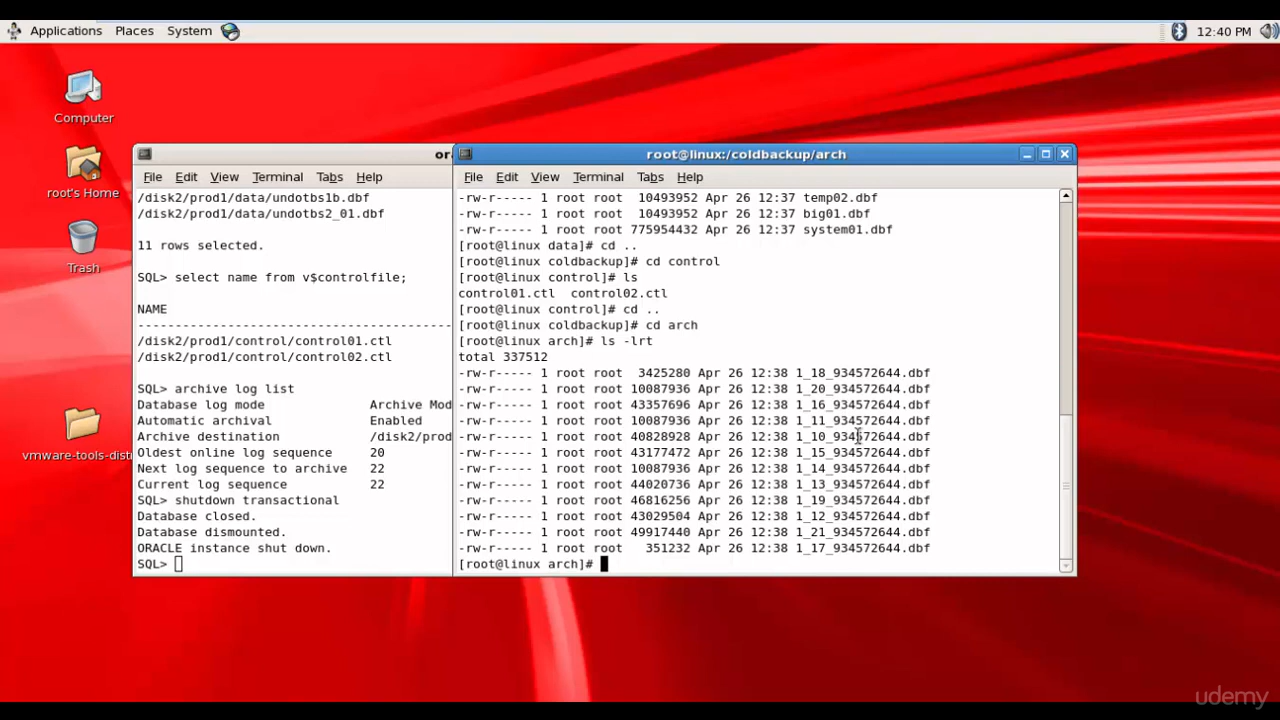 Applications Places System 12:40 PM
Computer
root's Home
Trash
vmware-tools-dist
or
File Edit View Terminal Tabs Help
/disk2/prod1/data/undotbs1b.dbf
/disk2/prod1/data/undotbs2_01.dbf
11 rows selected.
SQL> select name from v$controlfile;
NAME
--------------------------------------------------
/disk2/prod1/control/control01.ctl
/disk2/prod1/control/control02.ctl
SQL> archive log list
Database log mode Archive Mod
Automatic archival Enabled
Archive destination /disk2/prod
Oldest online log sequence 20
Next log sequence to archive 22
Current log sequence 22
SQL> shutdown transactional
Database closed.
Database dismounted.
ORACLE instance shut down.
SQL>
root@linux:/coldbackup/arch
File Edit View Terminal Tabs Help
-rw-r----- 1 root root 10493952 Apr 26 12:37 temp02.dbf
-rw-r----- 1 root root 10493952 Apr 26 12:37 big01.dbf
-rw-r----- 1 root root 775954432 Apr 26 12:37 system01.dbf
[root@linux data]# cd ..
[root@linux coldbackup]# cd control
[root@linux control]# ls
control01.ctl control02.ctl
[root@linux control]# cd ..
[root@linux coldbackup]# cd arch
[root@linux arch]# ls -lrt
total 337512
-rw-r----- 1 root root 3425280 Apr 26 12:38 1_18_934572644.dbf
-rw-r----- 1 root root 10087936 Apr 26 12:38 1_20_934572644.dbf
-rw-r----- 1 root root 43357696 Apr 26 12:38 1_16_934572644.dbf
-rw-r----- 1 root root 10087936 Apr 26 12:38 1_11_934572644.dbf
-rw-r----- 1 root root 40828928 Apr 26 12:38 1_10_934572644.dbf
-rw-r----- 1 root root 43177472 Apr 26 12:38 1_15_934572644.dbf
-rw-r----- 1 root root 10087936 Apr 26 12:38 1_14_934572644.dbf
-rw-r----- 1 root root 44020736 Apr 26 12:38 1_13_934572644.dbf
-rw-r----- 1 root root 46816256 Apr 26 12:38 1_19_934572644.dbf
-rw-r----- 1 root root 43029504 Apr 26 12:38 1_12_934572644.dbf
-rw-r----- 1 root root 49917440 Apr 26 12:38 1_21_934572644.dbf
-rw-r----- 1 root root 351232 Apr 26 12:38 1_17_934572644.dbf
[root@linux arch]#
udemy